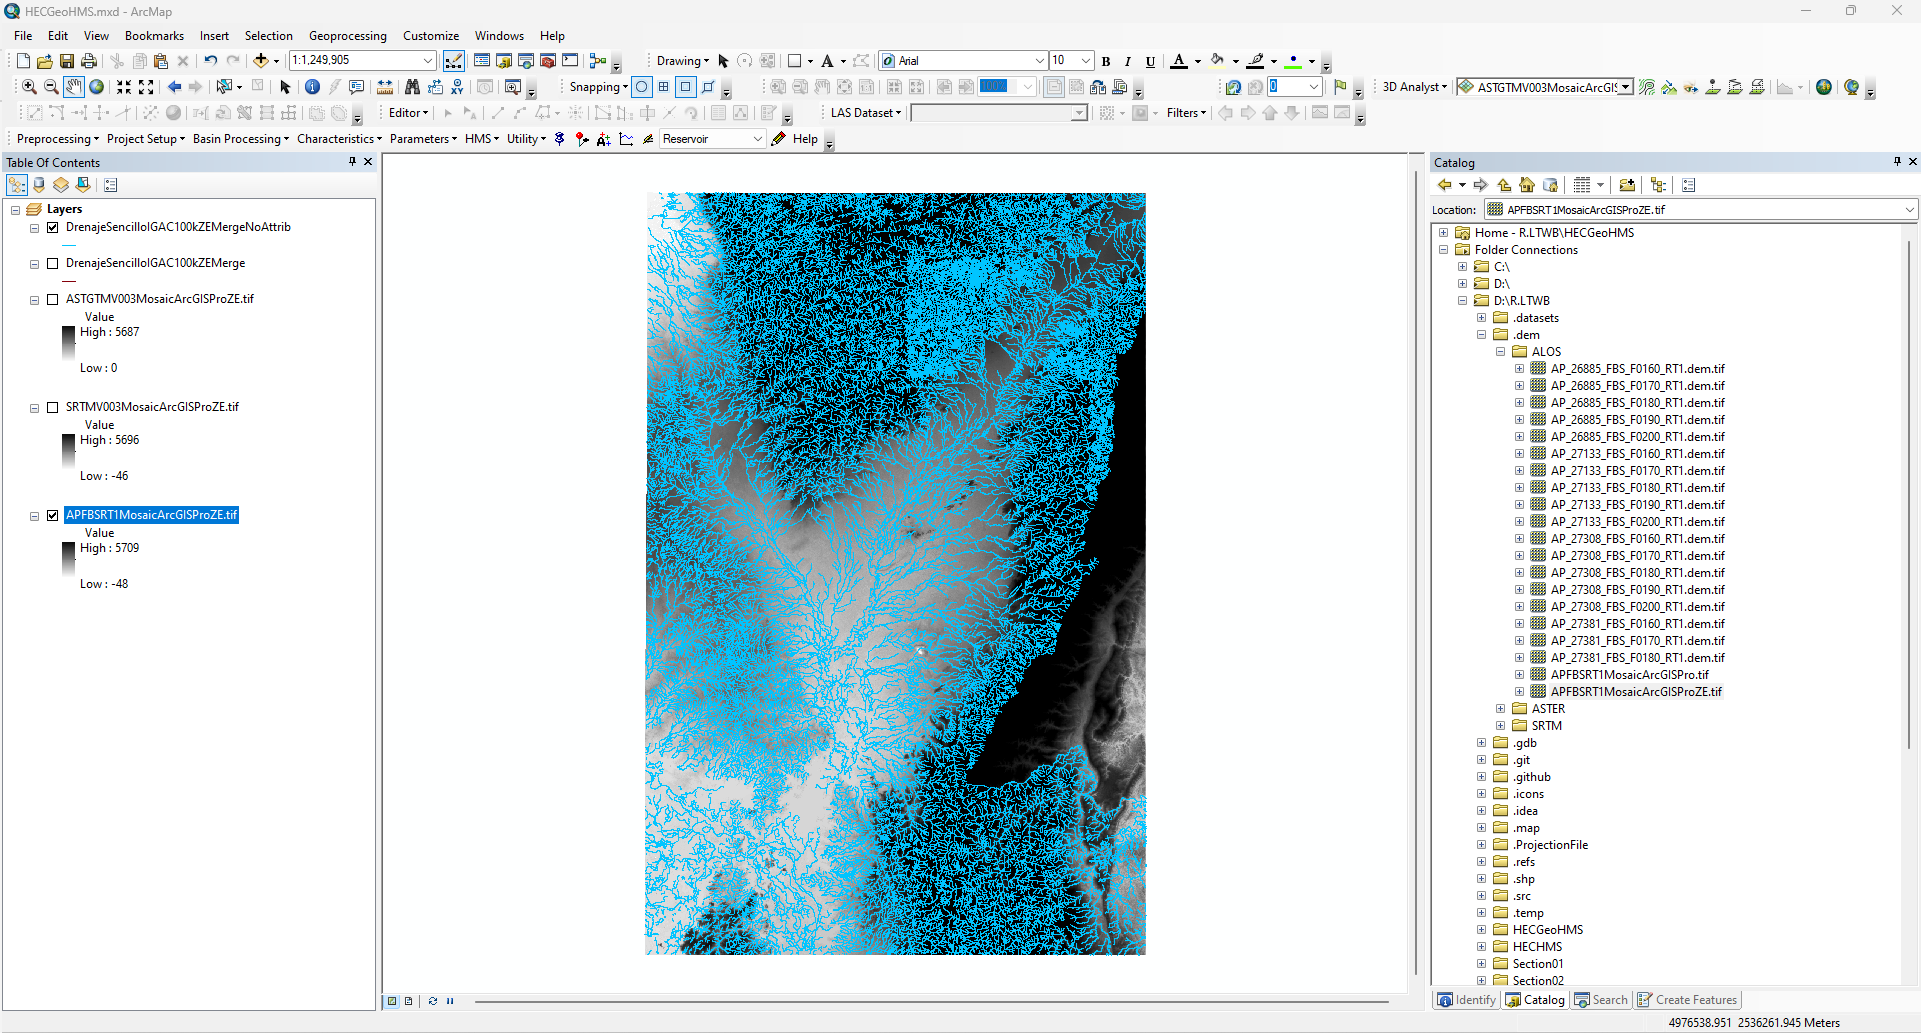 HECGeoHMS.mxd - ArcMap
File Edit View Bookmarks Insert Selection Geoprocessing Customize Windows Help
1:1,249,905 Drawing Arial 10 B I U A
Snapping 100% 0 3D Analyst ASTGTMV003MosaicArcGIS
Editor LAS Dataset Filters
Preprocessing Project Setup Basin Processing Characteristics Parameters HMS Utility Reservoir Help
Table Of Contents
Layers
DrenajeSencilloIGAC100kZEMergeNoAttrib
DrenajeSencilloIGAC100kZEMerge
ASTGTMV003MosaicArcGISProZE.tif
Value
High : 5687
Low : 0
SRTMV003MosaicArcGISProZE.tif
Value
High : 5696
Low : -46
APFBSRT1MosaicArcGISProZE.tif
Value
High : 5709
Low : -48
Catalog
Location: APFBSRT1MosaicArcGISProZE.tif
Home - R.LTWB\HECGeoHMS
Folder Connections
C:\
D:\
D:\R.LTWB
.datasets
.dem
ALOS
AP_26885_FBS_F0160_RT1.dem.tif
AP_26885_FBS_F0170_RT1.dem.tif
AP_26885_FBS_F0180_RT1.dem.tif
AP_26885_FBS_F0190_RT1.dem.tif
AP_26885_FBS_F0200_RT1.dem.tif
AP_27133_FBS_F0160_RT1.dem.tif
AP_27133_FBS_F0170_RT1.dem.tif
AP_27133_FBS_F0180_RT1.dem.tif
AP_27133_FBS_F0190_RT1.dem.tif
AP_27133_FBS_F0200_RT1.dem.tif
AP_27308_FBS_F0160_RT1.dem.tif
AP_27308_FBS_F0170_RT1.dem.tif
AP_27308_FBS_F0180_RT1.dem.tif
AP_27308_FBS_F0190_RT1.dem.tif
AP_27308_FBS_F0200_RT1.dem.tif
AP_27381_FBS_F0160_RT1.dem.tif
AP_27381_FBS_F0170_RT1.dem.tif
AP_27381_FBS_F0180_RT1.dem.tif
APFBSRT1MosaicArcGISPro.tif
APFBSRT1MosaicArcGISProZE.tif
ASTER
SRTM
.gdb
.git
.github
.icons
.idea
.map
.ProjectionFile
.refs
.shp
.src
.temp
HECGeoHMS
HECHMS
Section01
Section02
Identify Catalog Search Create Features
4976538.951 2536261.945 Meters